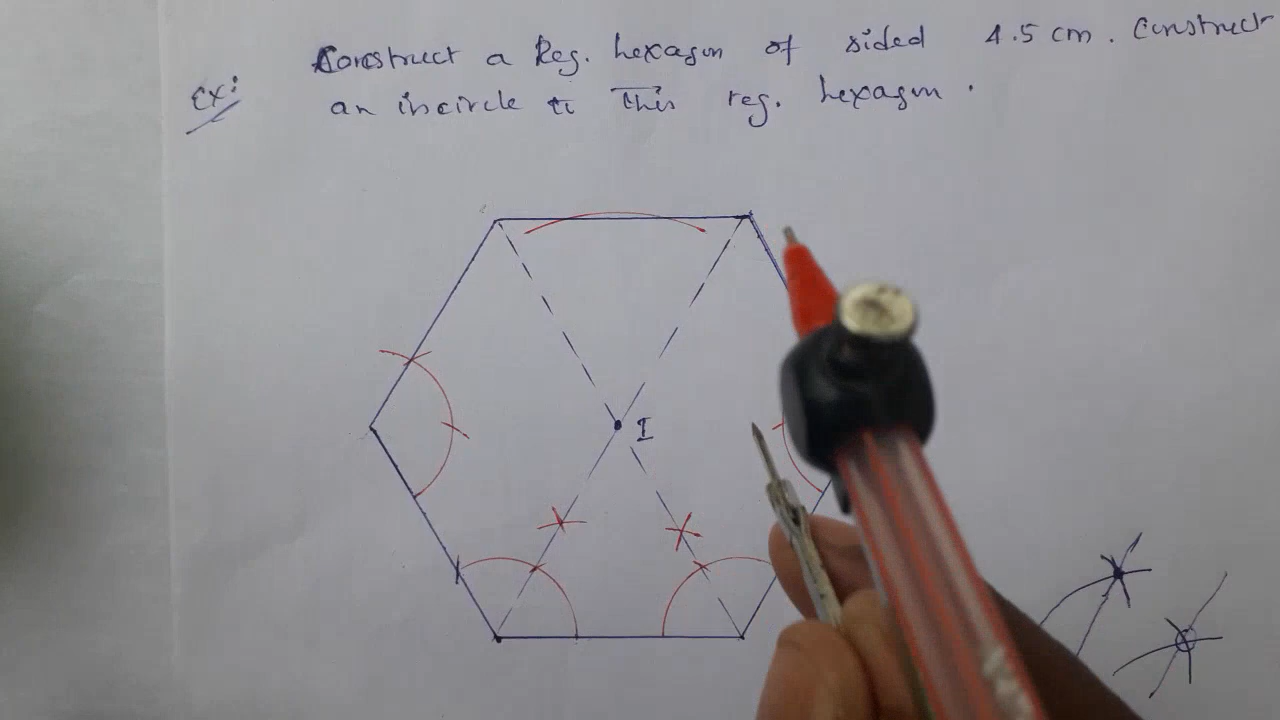 Ex: Construct a Reg. hexagon of sided 4.5 cm. Construct
an incircle to this reg. hexagon.
I